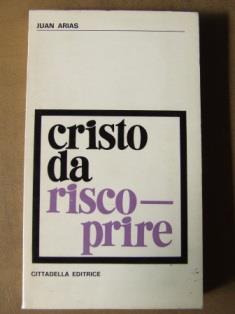 JUAN ARIAS
cristo
da
risco—
prire
CITTADELLA EDITRICE